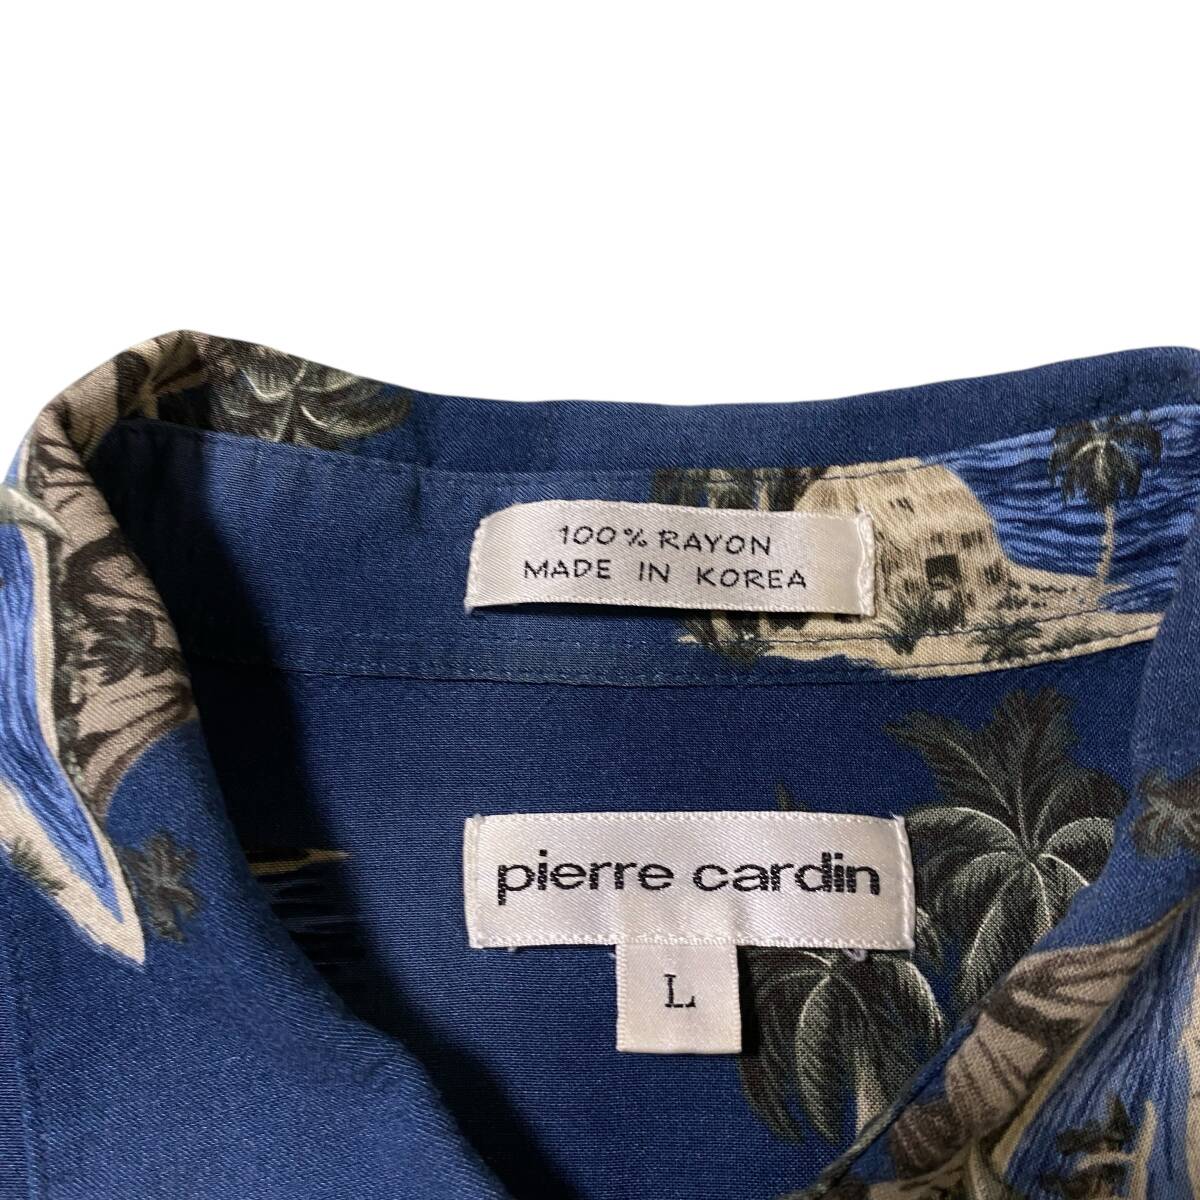 100% RAYON
MADE IN KOREA
pierre cardin
L